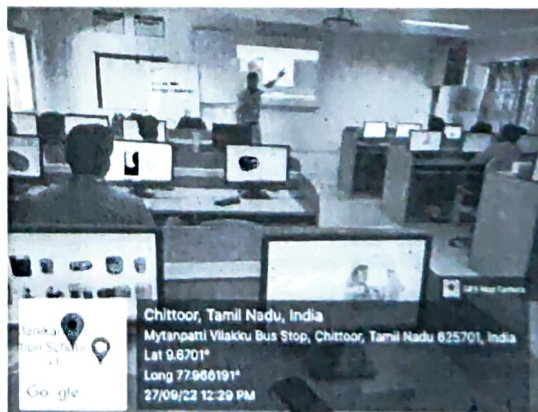 GPS Map Camera
Chittoor, Tamil Nadu, India
Mytanpatti Vilakku Bus Stop, Chittoor, Tamil Nadu 625701, India
Lat 9.6701°
Long 77.966191°
27/09/22 12:29 PM
Google